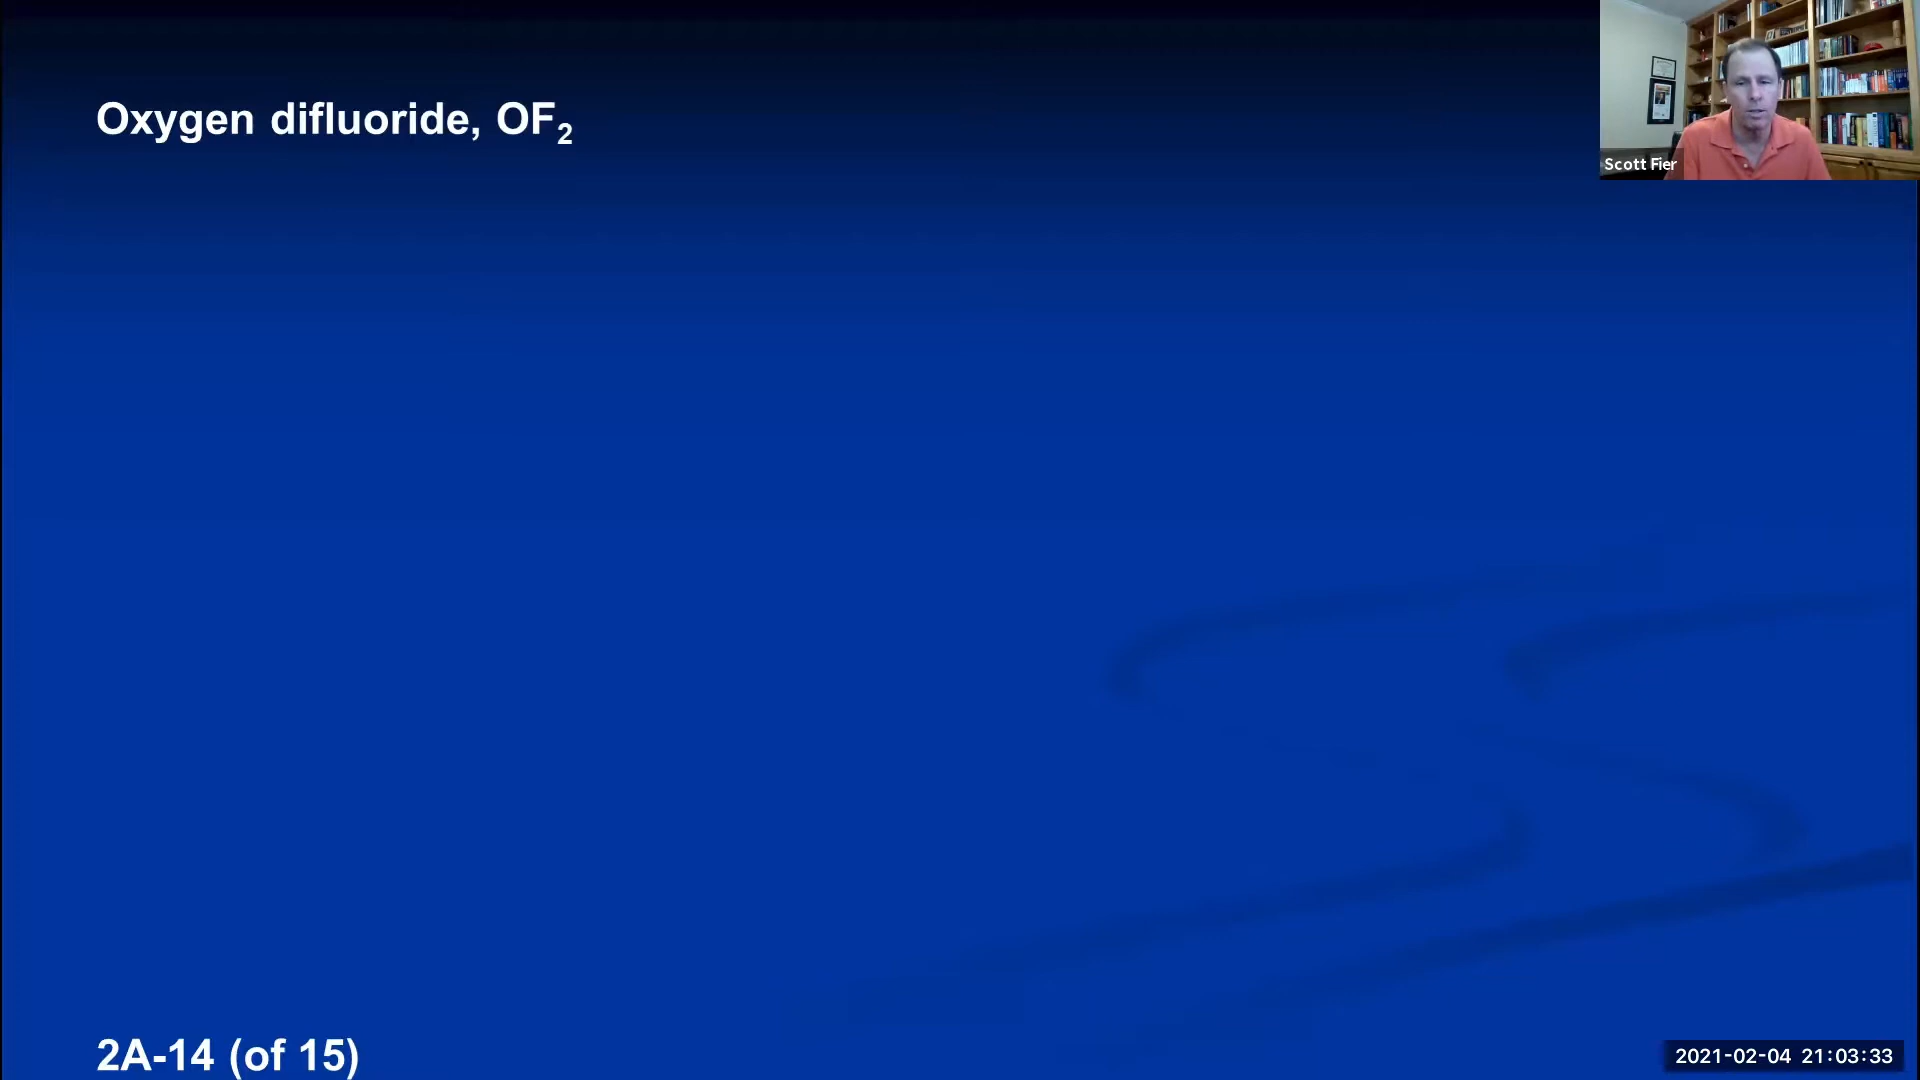 Oxygen difluoride, OF₂
Scott Fier
2A-14 (of 15)
2021-02-04 21:03:33